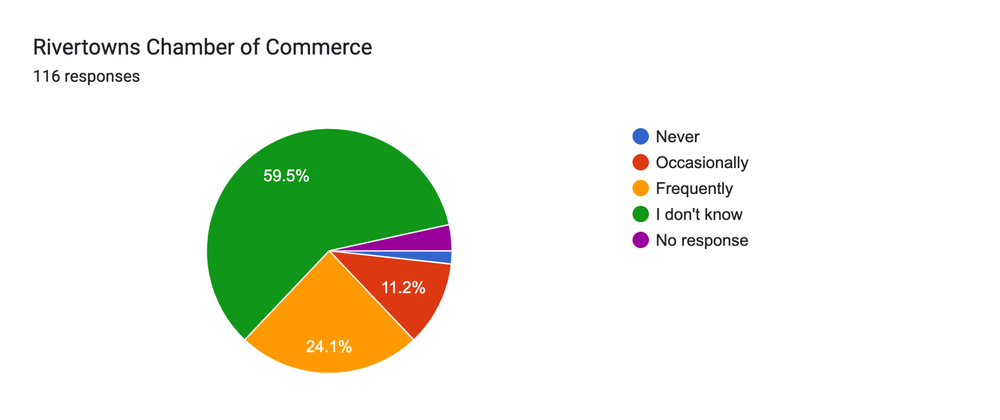 Rivertowns Chamber of Commerce
116 responses
59.5%
11.2%
24.1%
Never
Occasionally
Frequently
I don't know
No response